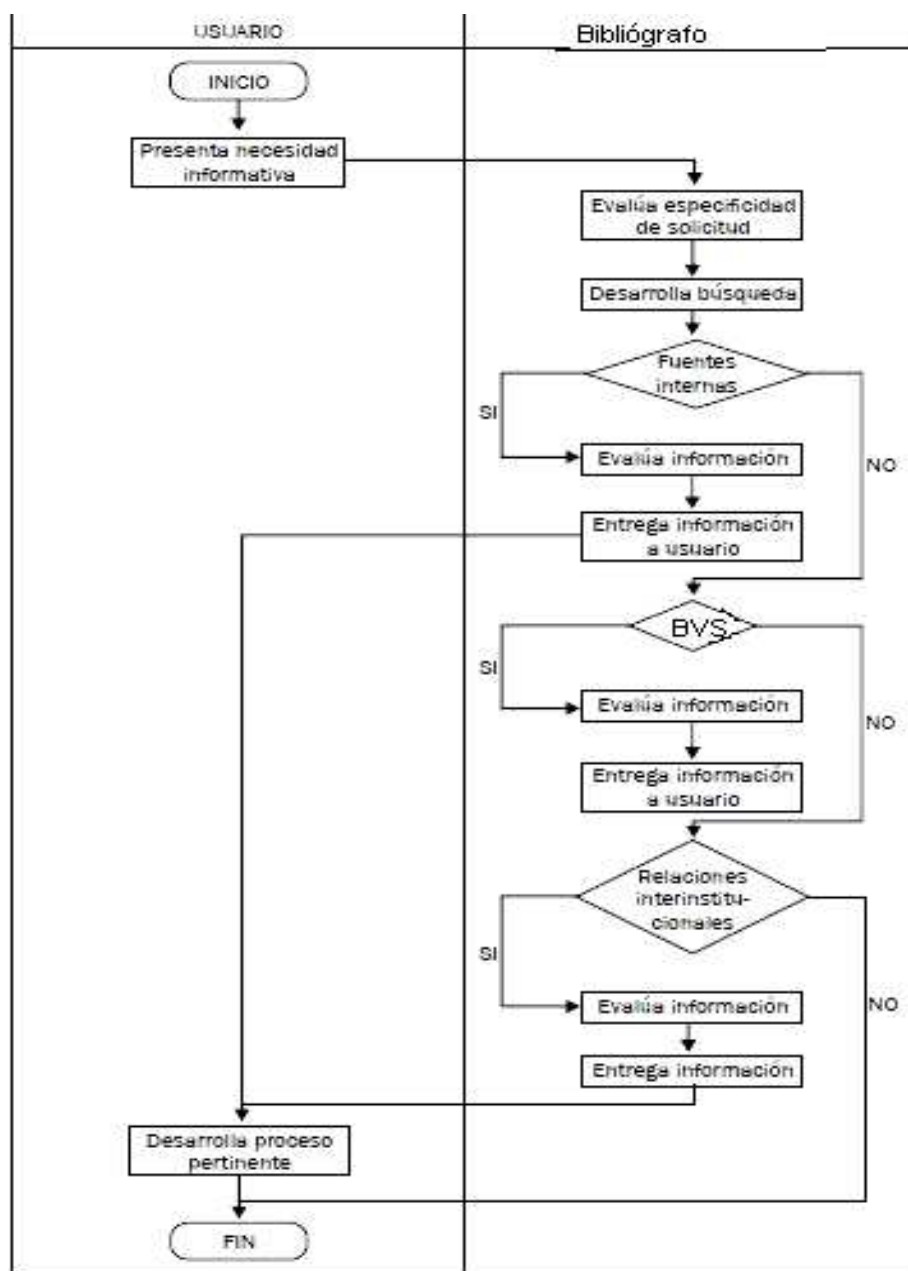 USUARIO
Bibliógrafo
INICIO
Presenta necesidad
informativa
Evalúa especificidad
de solicitud
Desarrolla búsqueda
Fuentes
internas
SI
NO
Evalúa información
Entrega información
a usuario
BVS
SI
NO
Evalúa información
Entrega información
a usuario
Relaciones
interinstitu-
cionales
SI
NO
Evalúa información
Entrega información
Desarrolla proceso
pertinente
FIN